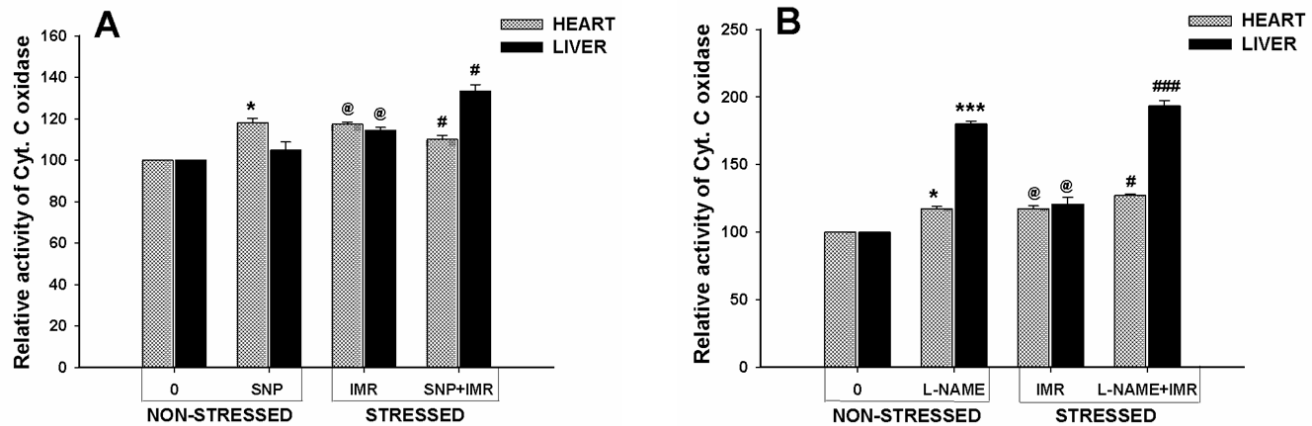 A
HEART
LIVER
Relative activity of Cyt. C oxidase
160
140
120
100
80
60
40
20
0
*
@ @
#
#
0 SNP IMR SNP+IMR
NON-STRESSED STRESSED
B
HEART
LIVER
Relative activity of Cyt. C oxidase
250
200
150
100
50
0
*
***
@ @
#
###
0 L-NAME IMR L-NAME+IMR
NON-STRESSED STRESSED